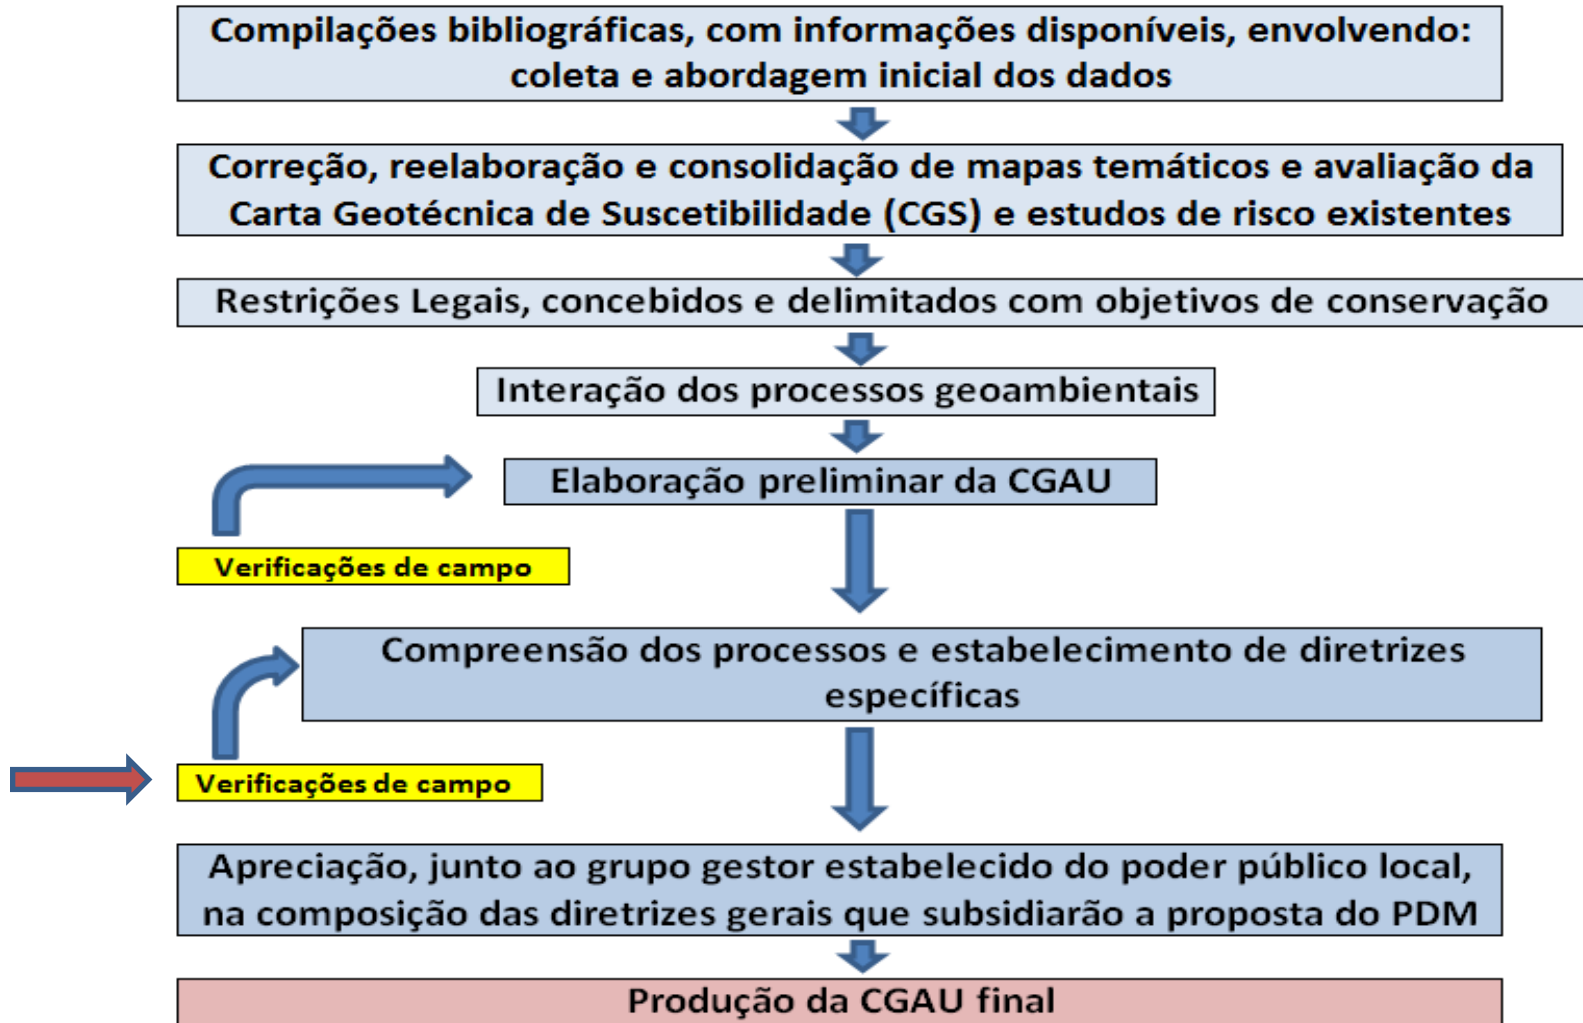 Compilações bibliográficas, com informações disponíveis, envolvendo:
coleta e abordagem inicial dos dados
Correção, reelaboração e consolidação de mapas temáticos e avaliação da
Carta Geotécnica de Suscetibilidade (CGS) e estudos de risco existentes
Restrições Legais, concebidos e delimitados com objetivos de conservação
Interação dos processos geoambientais
Elaboração preliminar da CGAU
Verificações de campo
Compreensão dos processos e estabelecimento de diretrizes
específicas
Verificações de campo
Apreciação, junto ao grupo gestor estabelecido do poder público local,
na composição das diretrizes gerais que subsidiarão a proposta do PDM
Produção da CGAU final